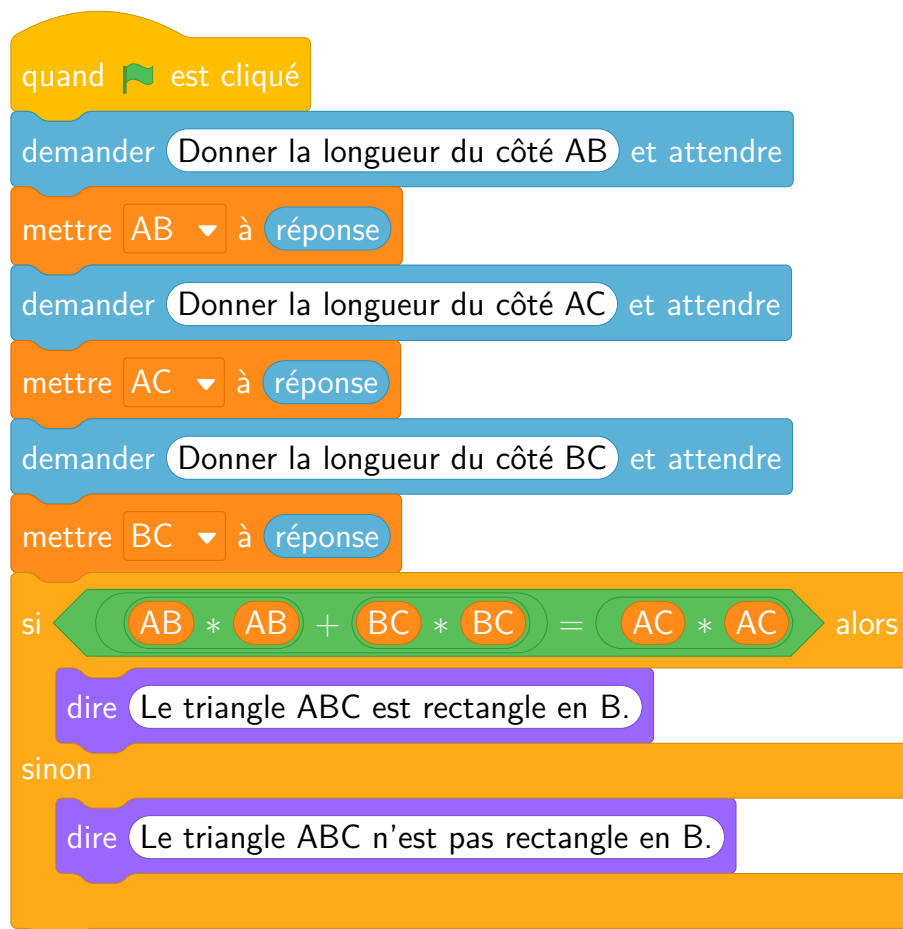 quand est cliqué
demander Donner la longueur du côté AB et attendre
mettre AB à réponse
demander Donner la longueur du côté AC et attendre
mettre AC à réponse
demander Donner la longueur du côté BC et attendre
mettre BC à réponse
si AB * AB + BC * BC = AC * AC alors
dire Le triangle ABC est rectangle en B.
sinon
dire Le triangle ABC n'est pas rectangle en B.